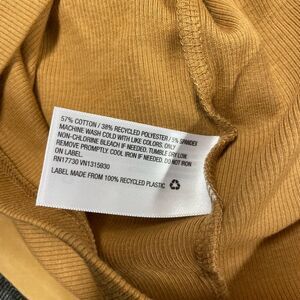 57% COTTON / 38% RECYCLED POLYESTER / 5% SPANDEX
MACHINE WASH COLD WITH LIKE COLORS. ONLY
NON-CHLORINE BLEACH IF NEEDED. TUMBLE DRY LOW.
REMOVE PROMPTLY. COOL IRON IF NEEDED. DO NOT IRON
ON LABEL.
RN17730 VN1315930
LABEL MADE FROM 100% RECYCLED PLASTIC